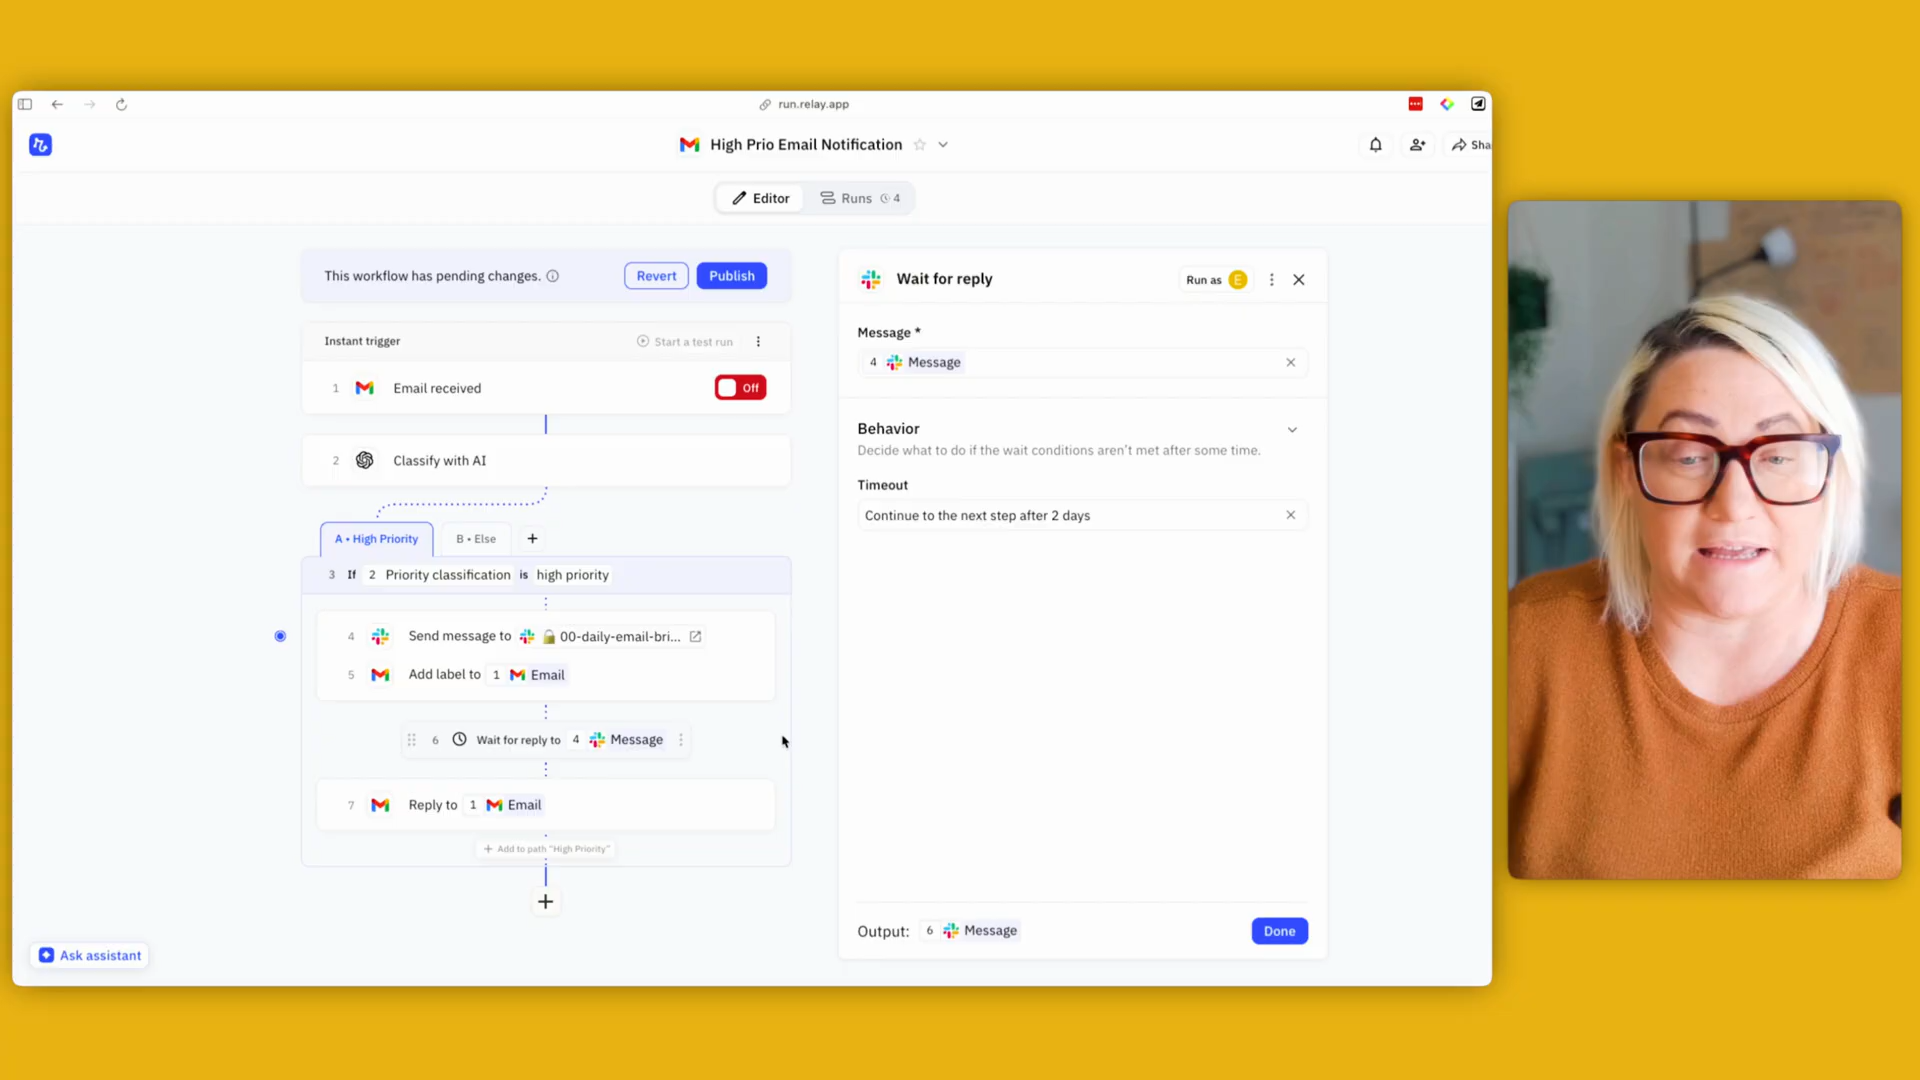 run.relay.app
High Prio Email Notification
Sha
Editor
Runs 4
This workflow has pending changes.
Revert
Publish
Instant trigger
Start a test run
1 Email received
Off
2 Classify with AI
A • High Priority
B • Else
3 If 2 Priority classification is high priority
4 Send message to 00-daily-email-bri...
5 Add label to 1 Email
6 Wait for reply to 4 Message
7 Reply to 1 Email
+ Add to path "High Priority"
Ask assistant
Wait for reply
Run as E
Message *
4 Message
Behavior
Decide what to do if the wait conditions aren't met after some time.
Timeout
Continue to the next step after 2 days
Output: 6 Message
Done